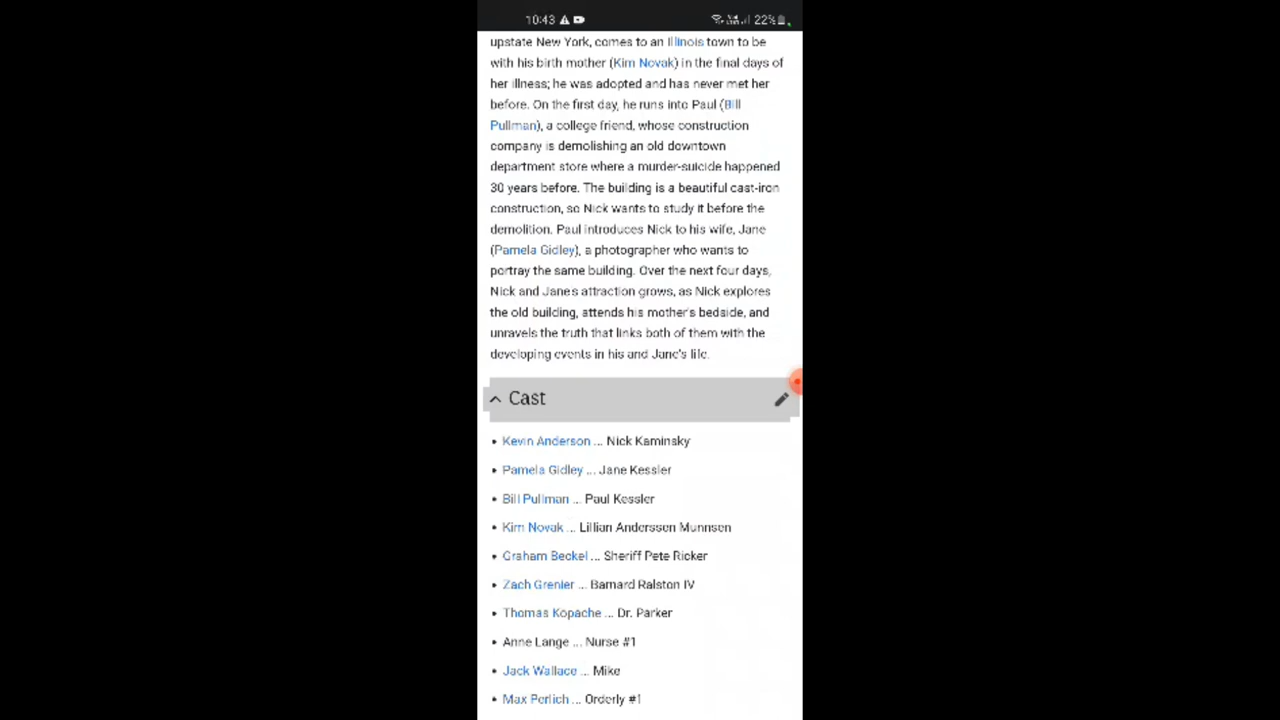 10:43 22%
upstate New York, comes to an Illinois town to be
with his birth mother (Kim Novak) in the final days of
her illness; he was adopted and has never met her
before. On the first day, he runs into Paul (Bill
Pullman), a college friend, whose construction
company is demolishing an old downtown
department store where a murder-suicide happened
30 years before. The building is a beautiful cast-iron
construction, so Nick wants to study it before the
demolition. Paul introduces Nick to his wife, Jane
(Pamela Gidley), a photographer who wants to
portray the same building. Over the next four days,
Nick and Jane's attraction grows, as Nick explores
the old building, attends his mother's bedside, and
unravels the truth that links both of them with the
developing events in his and Jane's life.
Cast
• Kevin Anderson ... Nick Kaminsky
• Pamela Gidley ... Jane Kessler
• Bill Pullman ... Paul Kessler
• Kim Novak ... Lillian Anderssen Munnsen
• Graham Beckel ... Sheriff Pete Ricker
• Zach Grenier ... Barnard Ralston IV
• Thomas Kopache ... Dr. Parker
• Anne Lange ... Nurse #1
• Jack Wallace ... Mike
• Max Perlich ... Orderly #1